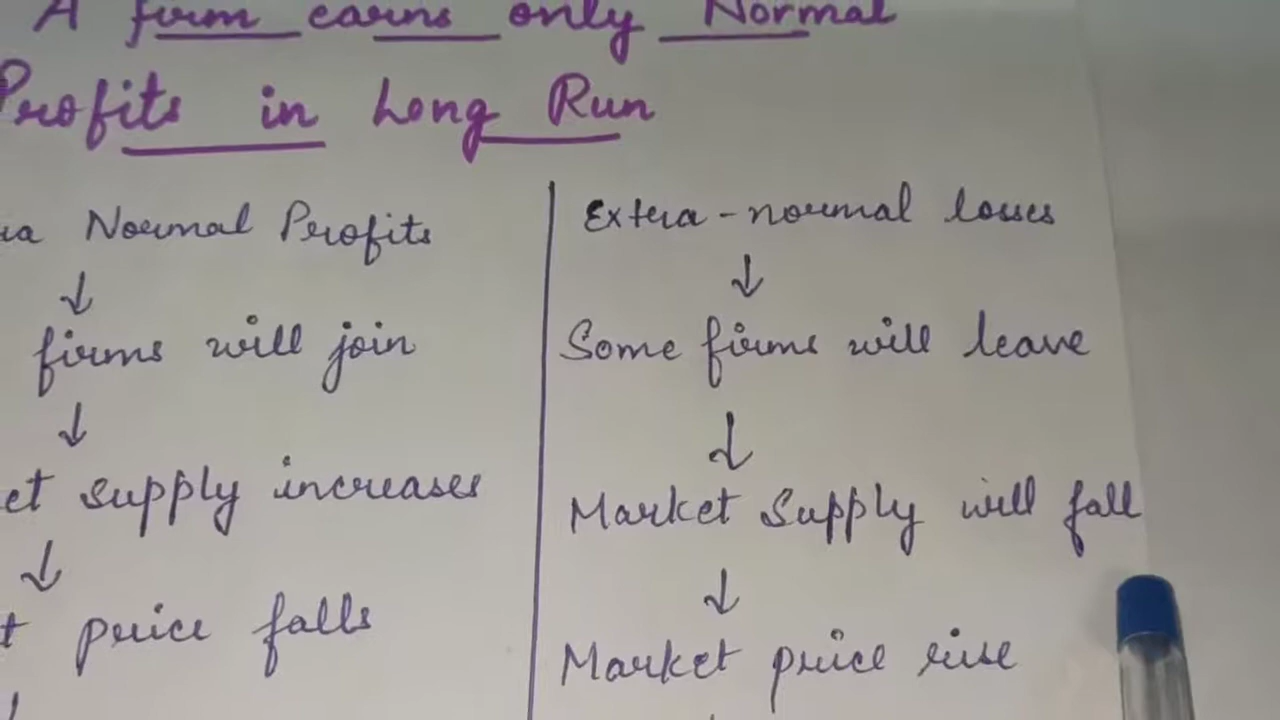 A firm earns only Normal
Profits in Long Run
Normal Profits
firms will join
supply increases
price falls
Extra-normal losses
Some firms will leave
Market Supply will fall
Market price rise